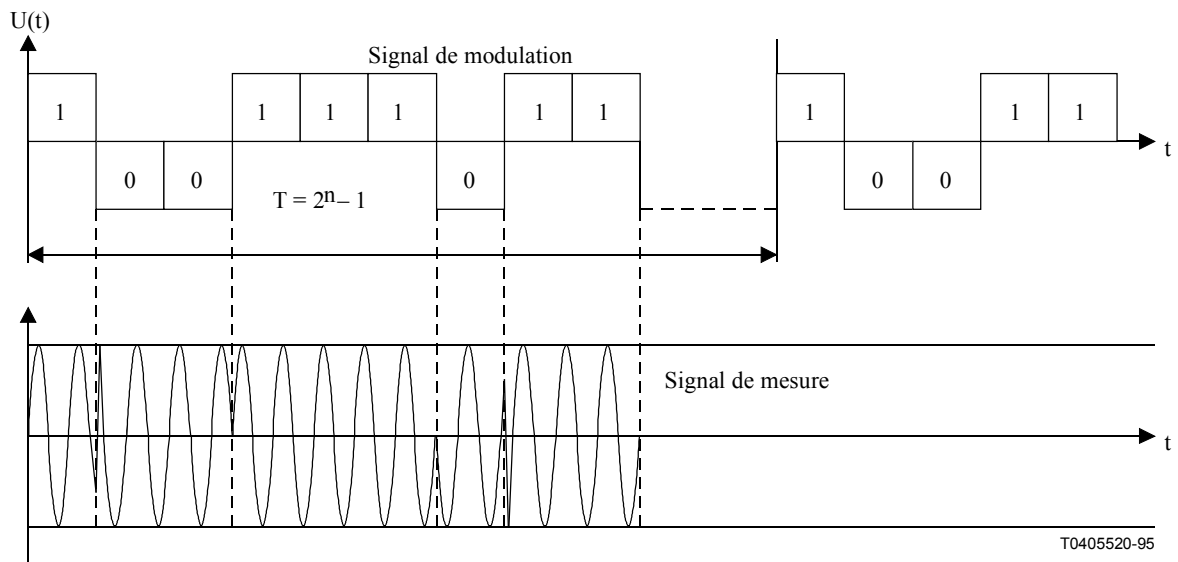 U(t)
Signal de modulation
1 1 1 1 1 1 1 1 1
t
0 0 0 0 0
T = 2ⁿ – 1
Signal de mesure
t
T0405520-95